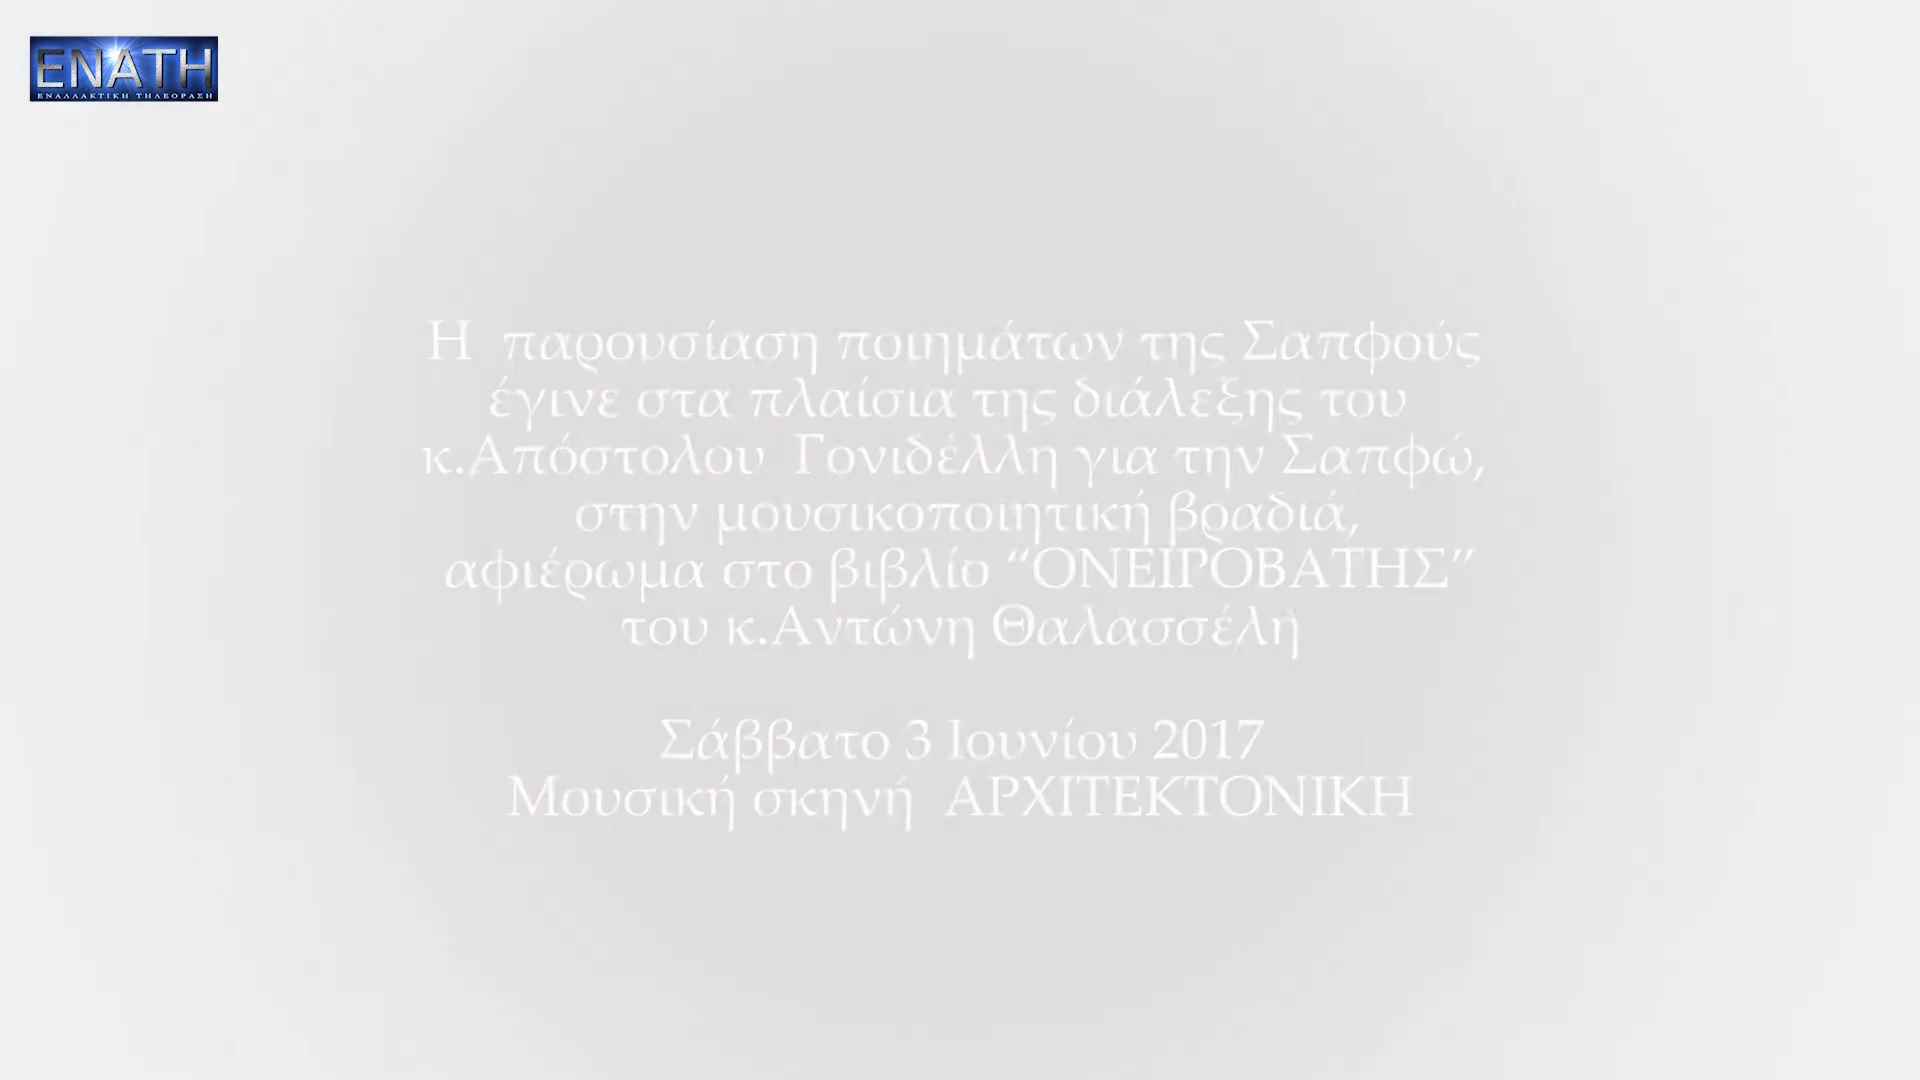 ΕΝΑΤΗ
ΕΝΑΛΛΑΚΤΙΚΗ ΤΗΛΕΟΡΑΣΗ
Η παρουσίαση ποιημάτων της Σαπφούς
έγινε στα πλαίσια της διάλεξης του
κ.Απόστολου Γονιδέλλη για την Σαπφώ,
στην μουσικοποιητική βραδιά,
αφιέρωμα στο βιβλίο “ΟΝΕΙΡΟΒΑΤΗΣ”
του κ.Αντώνη Θαλασσέλη
Σάββατο 3 Ιουνίου 2017
Μουσική σκηνή ΑΡΧΙΤΕΚΤΟΝΙΚΗ